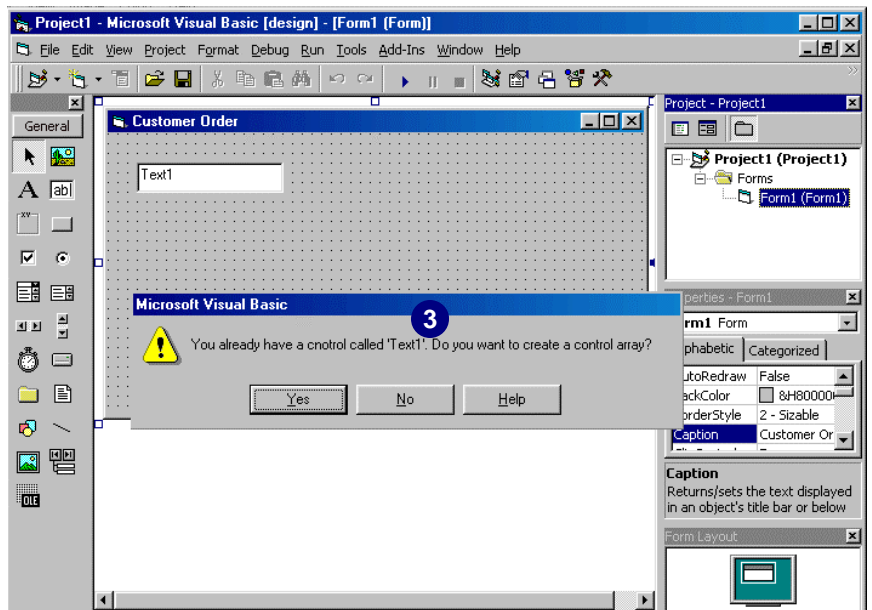 Project1 - Microsoft Visual Basic [design] - [Form1 (Form)]
File Edit View Project Format Debug Run Tools Add-Ins Window Help
General
A
ab|
XY
OLE
Customer Order
Text1
Microsoft Visual Basic
3
You already have a cnotrol called 'Text1'. Do you want to create a control array?
Yes
No
Help
Project - Project1
Project1 (Project1)
Forms
Form1 (Form1)
perties - Form1
rm1 Form
phabetic
Categorized
utoRedraw False
ackColor &H80000
orderStyle 2 - Sizable
Caption Customer Or
Caption
Returns/sets the text displayed
in an object's title bar or below
Form Layout